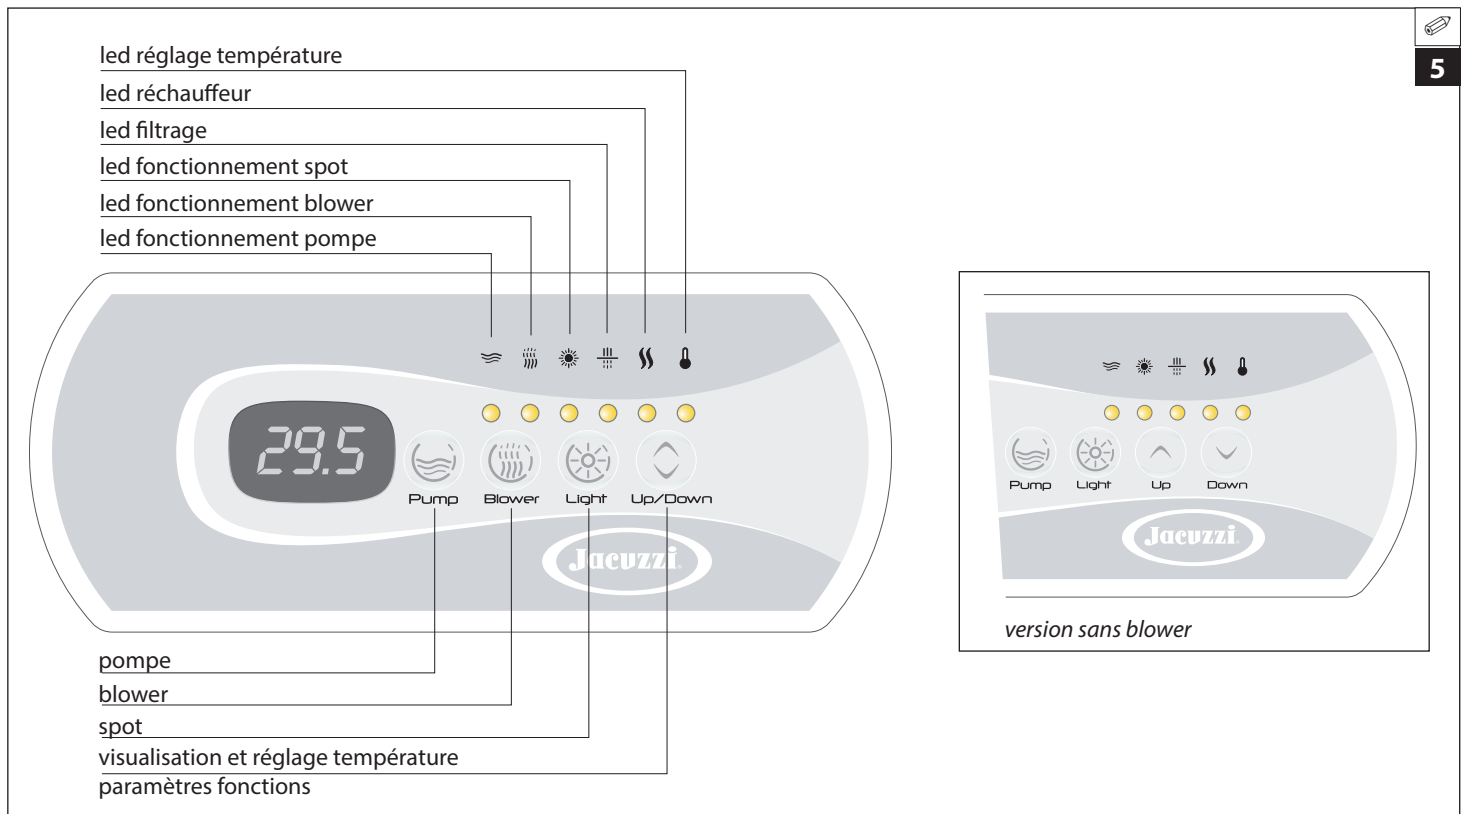 5
led réglage température
led réchauffeur
led filtrage
led fonctionnement spot
led fonctionnement blower
led fonctionnement pompe
29.5
Pump Blower Light Up/Down
Jacuzzi
pompe
blower
spot
visualisation et réglage température
paramètres fonctions
Pump Light Up Down
Jacuzzi
version sans blower